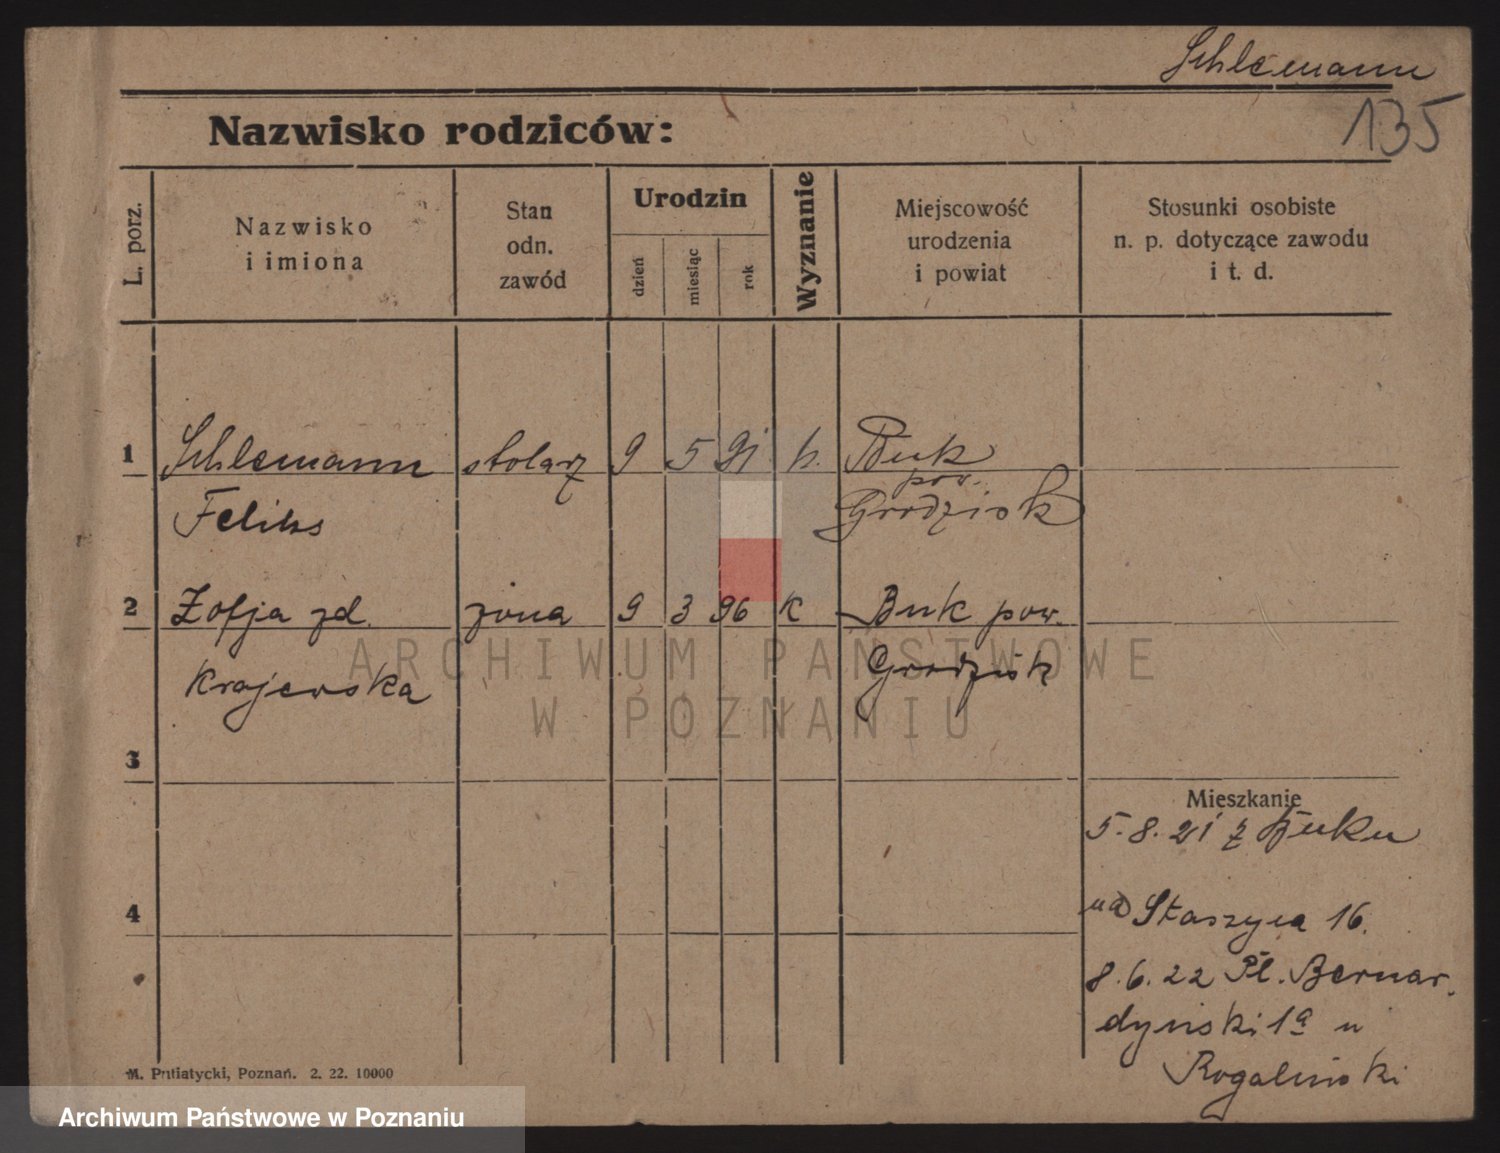 Schlemann
135
Nazwisko rodziców:
L. porz.
Nazwisko
i imiona
Stan
odn.
zawód
Urodzin
dzień
miesiąc
rok
Wyznanie
Miejscowość
urodzenia
i powiat
Stosunki osobiste
n. p. dotyczące zawodu
i t. d.
1 Schlemann stolarz 9 5 91 k. Buk
pow.
Feliks Grodzisk
2 Zofja zd. żona 9 3 96 K Buk pow.
Krajewska Grodzisk
ARCHIWUM PAŃSTWOWE
W POZNANIU
3
Mieszkanie
5.8.21 z Buku
4
na Staszyca 16.
8.6.22 Pl. Bernar-
dyński 1a u
Rogaliński
M. Putiatycki, Poznań. 2. 22. 10000
Archiwum Państwowe w Poznaniu